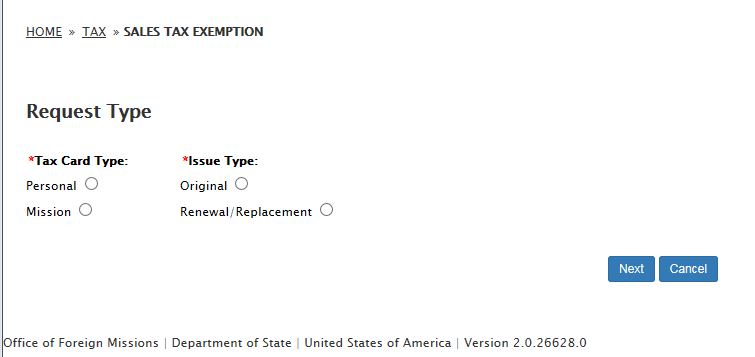 HOME » TAX » SALES TAX EXEMPTION
Request Type
*Tax Card Type: *Issue Type:
Personal Original
Mission Renewal/Replacement
Next Cancel
Office of Foreign Missions | Department of State | United States of America | Version 2.0.26628.0